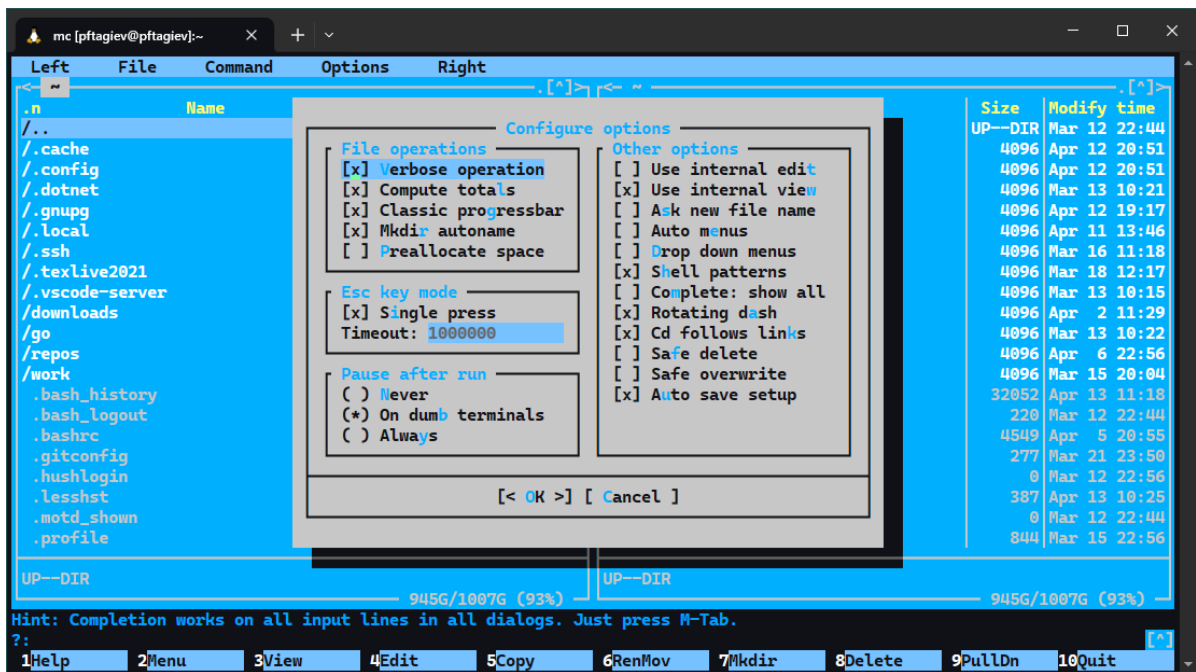 mc [pftagiev@pftagiev]:~
Left File Command Options Right
<— ~ .[^]> <— ~ .[^]>
.n Name Size Modify time
/.. UP--DIR Mar 12 22:44
/.cache 4096 Apr 12 20:51
/.config 4096 Apr 12 20:51
/.dotnet 4096 Mar 13 10:21
/.gnupg 4096 Apr 12 19:17
/.local 4096 Apr 11 13:46
/.ssh 4096 Mar 16 11:18
/.texlive2021 4096 Mar 18 12:17
/.vscode-server 4096 Mar 13 10:15
/downloads 4096 Apr 2 11:29
/go 4096 Mar 13 10:22
/repos 4096 Apr 6 22:56
/work 4096 Mar 15 20:04
.bash_history 32052 Apr 13 11:18
.bash_logout 220 Mar 12 22:44
.bashrc 4549 Apr 5 20:55
.gitconfig 277 Mar 21 23:50
.hushlogin 0 Mar 12 22:56
.lesshst 387 Apr 13 10:25
.motd_shown 0 Mar 12 22:44
.profile 844 Mar 15 22:56
Configure options
File operations
[x] Verbose operation
[x] Compute totals
[x] Classic progressbar
[x] Mkdir autoname
[ ] Preallocate space
Esc key mode
[x] Single press
Timeout: 1000000
Pause after run
( ) Never
(*) On dumb terminals
( ) Always
Other options
[ ] Use internal edit
[x] Use internal view
[ ] Ask new file name
[ ] Auto menus
[ ] Drop down menus
[x] Shell patterns
[ ] Complete: show all
[x] Rotating dash
[x] Cd follows links
[ ] Safe delete
[ ] Safe overwrite
[x] Auto save setup
[< OK >] [ Cancel ]
UP--DIR UP--DIR
945G/1007G (93%) 945G/1007G (93%)
Hint: Completion works on all input lines in all dialogs. Just press M-Tab.
?: [^]
1Help 2Menu 3View 4Edit 5Copy 6RenMov 7Mkdir 8Delete 9PullDn 10Quit